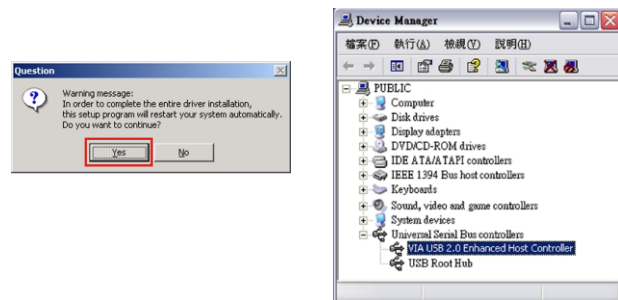 Question
Warning message:
In order to complete the entire driver installation,
this setup program will restart your system automatically.
Do you want to continue?
Yes
No
Device Manager
檔案(F) 執行(A) 檢視(V) 說明(H)
PUBLIC
Computer
Disk drives
Display adapters
DVD/CD-ROM drives
IDE ATA/ATAPI controllers
IEEE 1394 Bus host controllers
Keyboards
Sound, video and game controllers
System devices
Universal Serial Bus controllers
VIA USB 2.0 Enhanced Host Controller
USB Root Hub